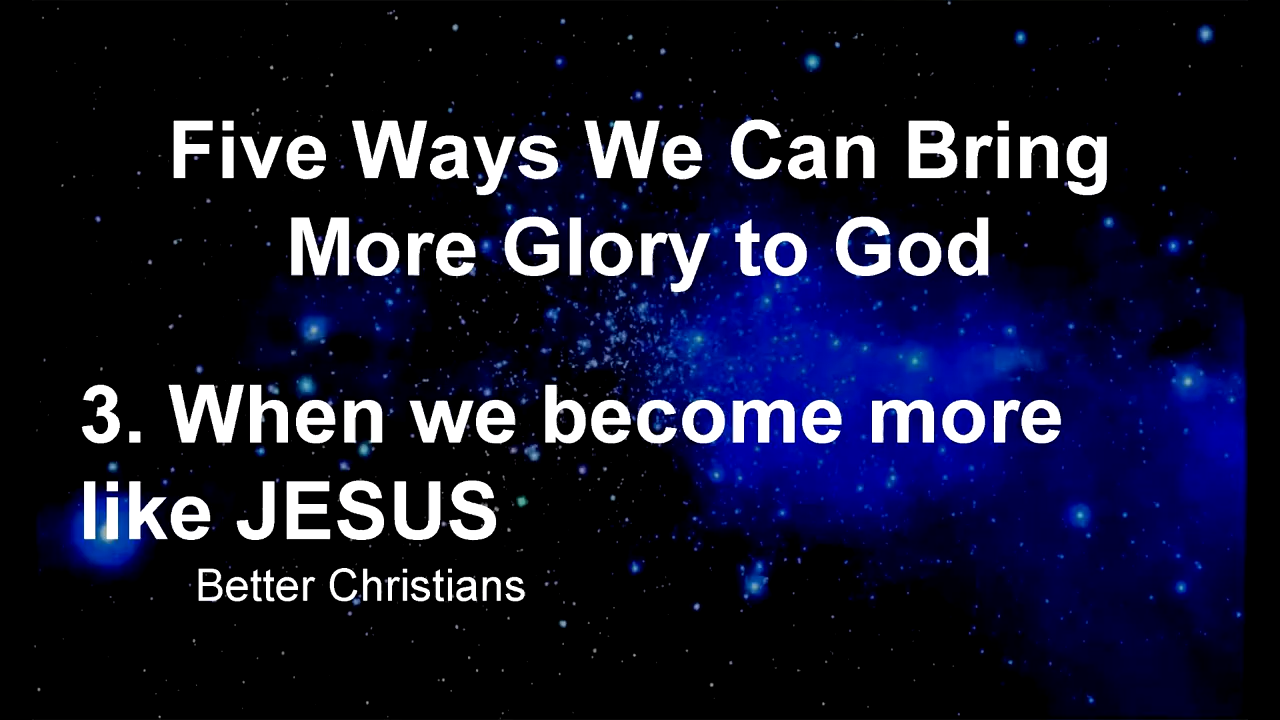 Five Ways We Can Bring
More Glory to God
3. When we become more
like JESUS
Better Christians